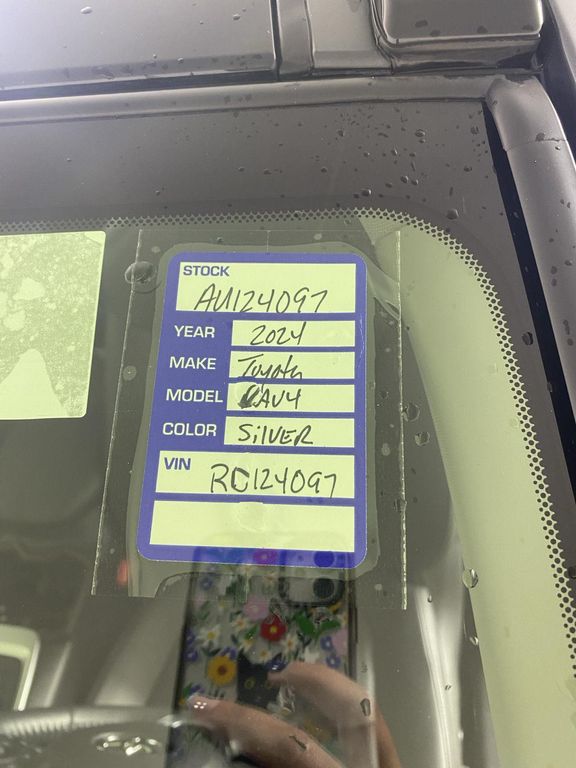 STOCK
AU124097
YEAR 2024
MAKE Toyota
MODEL RAV4
COLOR SilVER
VIN
RC124097